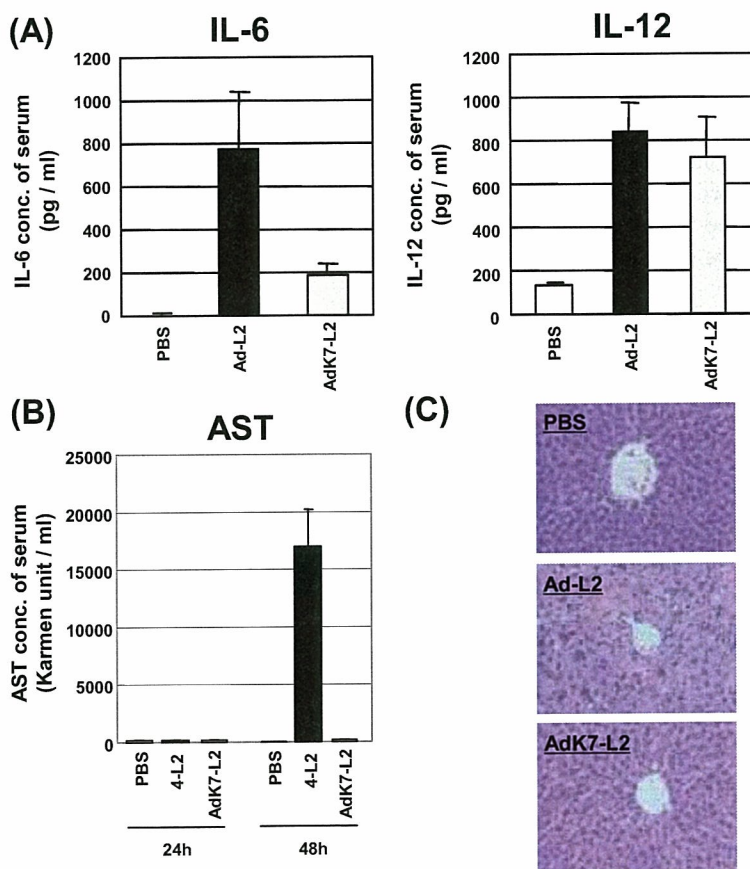 (A)
IL-6
IL-6 conc. of serum
(pg / ml)
1200
1000
800
600
400
200
0
PBS
Ad-L2
AdK7-L2
IL-12
IL-12 conc. of serum
(pg / ml)
1200
1000
800
600
400
200
0
PBS
Ad-L2
AdK7-L2
(B)
AST
AST conc. of serum
(Karmen unit / ml)
25000
20000
15000
10000
5000
0
PBS
4-L2
AdK7-L2
PBS
4-L2
AdK7-L2
24h
48h
(C)
PBS
Ad-L2
AdK7-L2